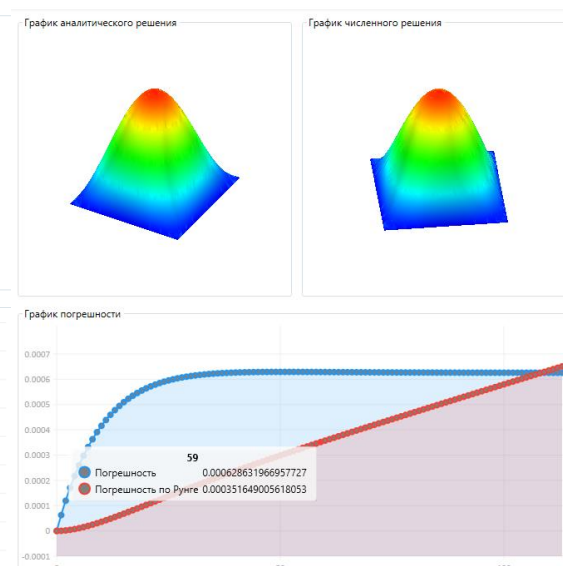 График аналитического решения
График численного решения
График погрешности
0.0007
0.0006
0.0005
0.0004
0.0003
0.0002
0.0001
0
-0.0001
59
Погрешность 0.000628631966957727
Погрешность по Рунге 0.000351649005618053